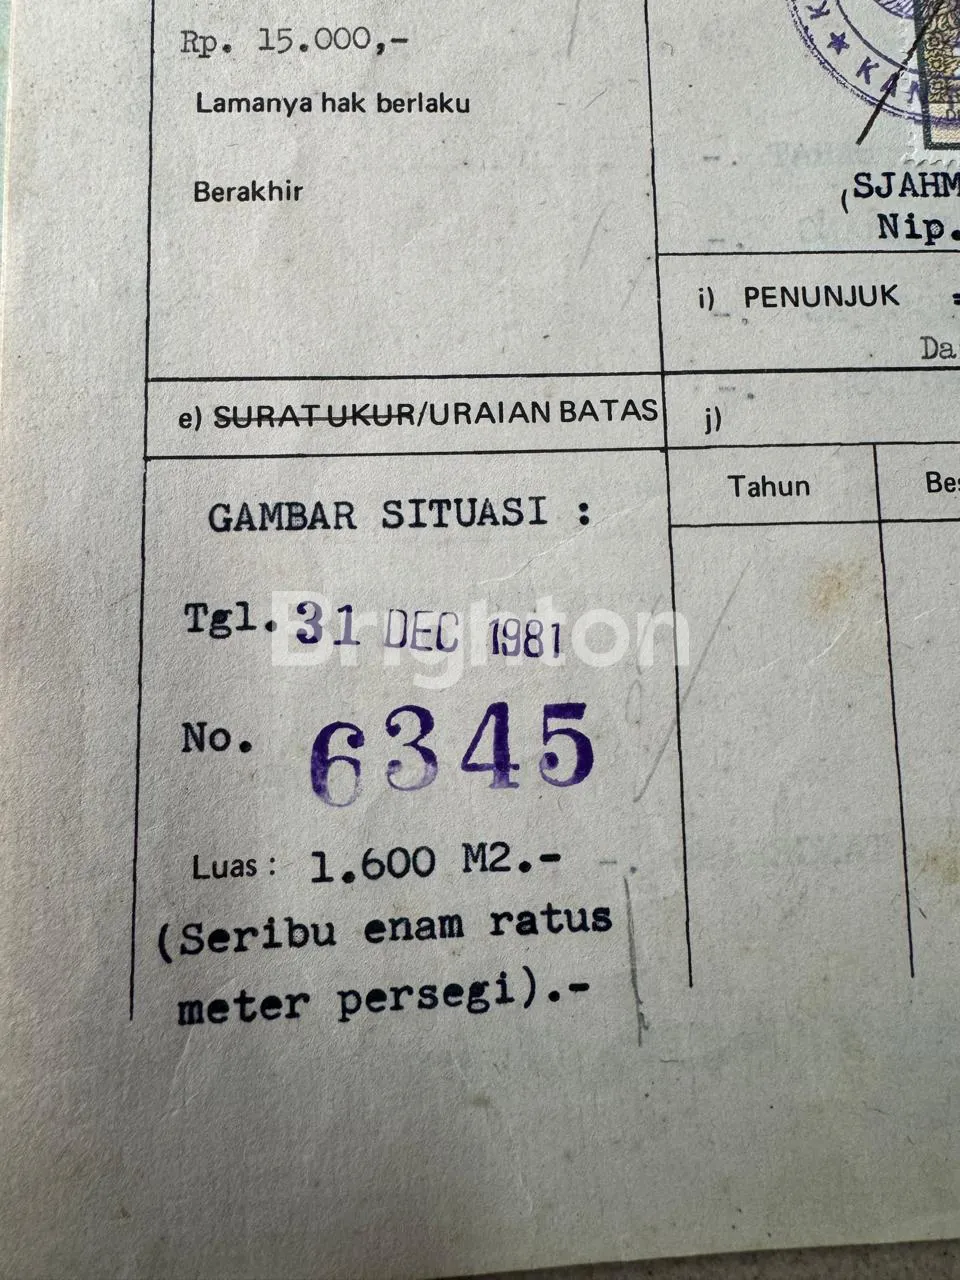 Rp. 15.000,-
Lamanya hak berlaku
Berakhir
(SJAHM
Nip.
i) PENUNJUK
Da
e) SURAT UKUR/URAIAN BATAS
j)
Tahun
Bes
GAMBAR SITUASI :
Tgl. 31 DEC 1981
Brighton
No. 6345
Luas : 1.600 M2.-
(Seribu enam ratus
meter persegi).-